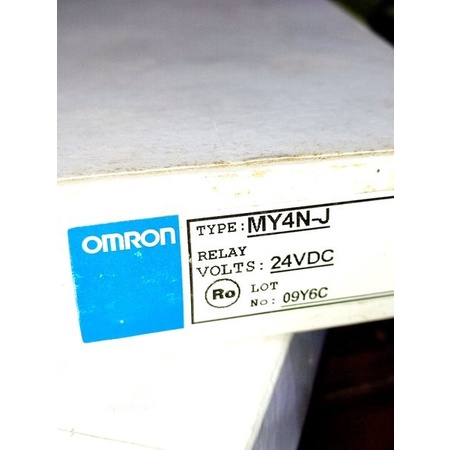 OMRON
TYPE: MY4N-J
RELAY
VOLTS: 24VDC
Ro
LOT
No: 09Y6C